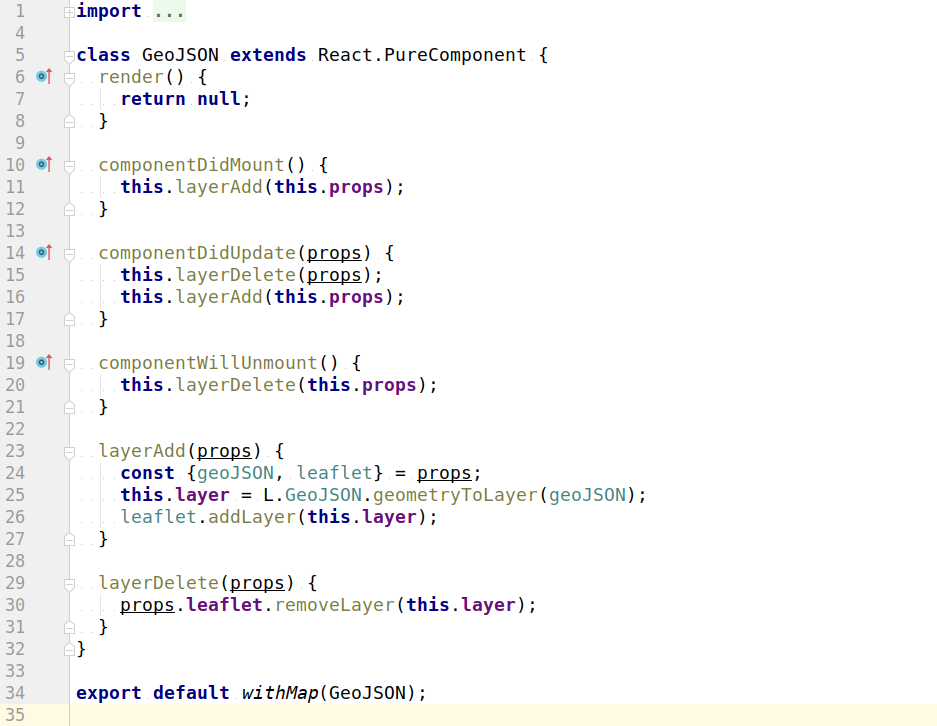 1 import ...
4
5 class GeoJSON extends React.PureComponent {
6 render() {
7 return null;
8 }
9
10 componentDidMount() {
11 this.layerAdd(this.props);
12 }
13
14 componentDidUpdate(props) {
15 this.layerDelete(props);
16 this.layerAdd(this.props);
17 }
18
19 componentWillUnmount() {
20 this.layerDelete(this.props);
21 }
22
23 layerAdd(props) {
24 const {geoJSON, leaflet} = props;
25 this.layer = L.GeoJSON.geometryToLayer(geoJSON);
26 leaflet.addLayer(this.layer);
27 }
28
29 layerDelete(props) {
30 props.leaflet.removeLayer(this.layer);
31 }
32 }
33
34 export default withMap(GeoJSON);
35